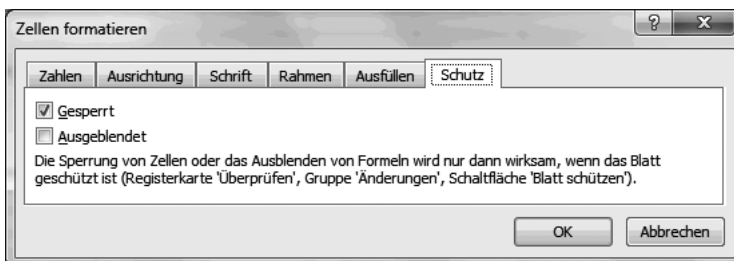 Zellen formatieren
Zahlen Ausrichtung Schrift Rahmen Ausfüllen Schutz
Gesperrt
Ausgeblendet
Die Sperrung von Zellen oder das Ausblenden von Formeln wird nur dann wirksam, wenn das Blatt
geschützt ist (Registerkarte 'Überprüfen', Gruppe 'Änderungen', Schaltfläche 'Blatt schützen').
OK Abbrechen